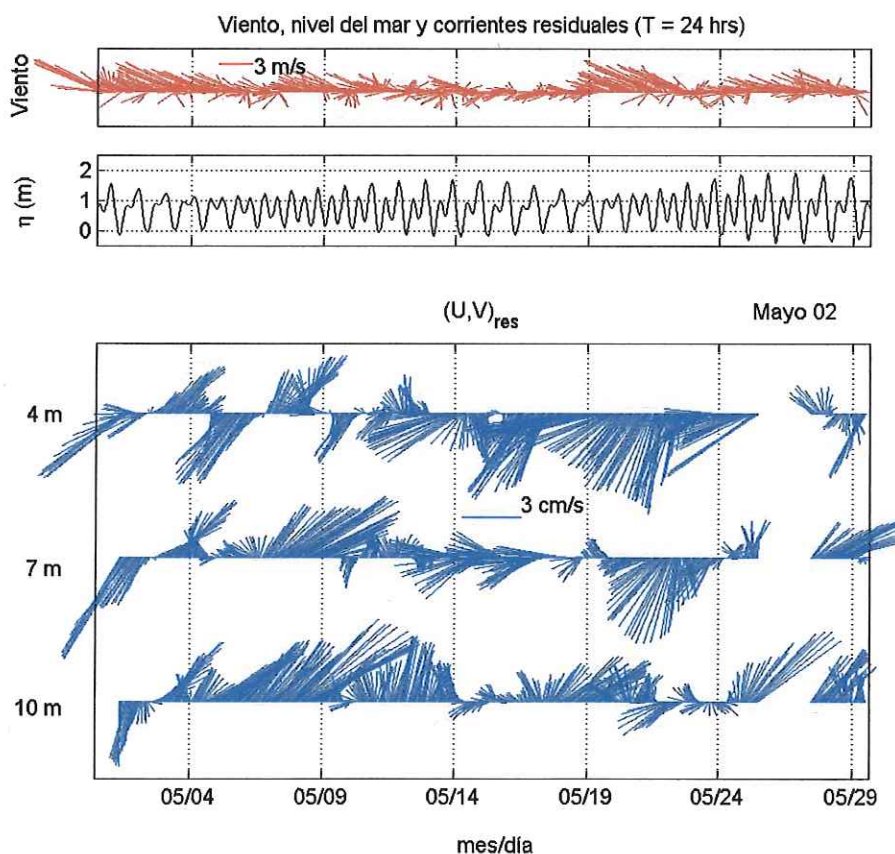 Viento, nivel del mar y corrientes residuales (T = 24 hrs)
Viento
3 m/s
η (m)
2
1
0
(U,V)res
Mayo 02
4 m
3 cm/s
7 m
10 m
05/04 05/09 05/14 05/19 05/24 05/29
mes/día